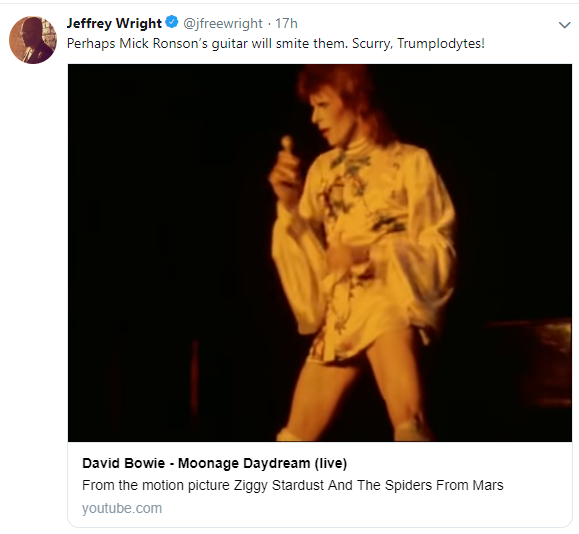 Jeffrey Wright @jfreewright · 17h
Perhaps Mick Ronson's guitar will smite them. Scurry, Trumplodytes!
David Bowie - Moonage Daydream (live)
From the motion picture Ziggy Stardust And The Spiders From Mars
youtube.com